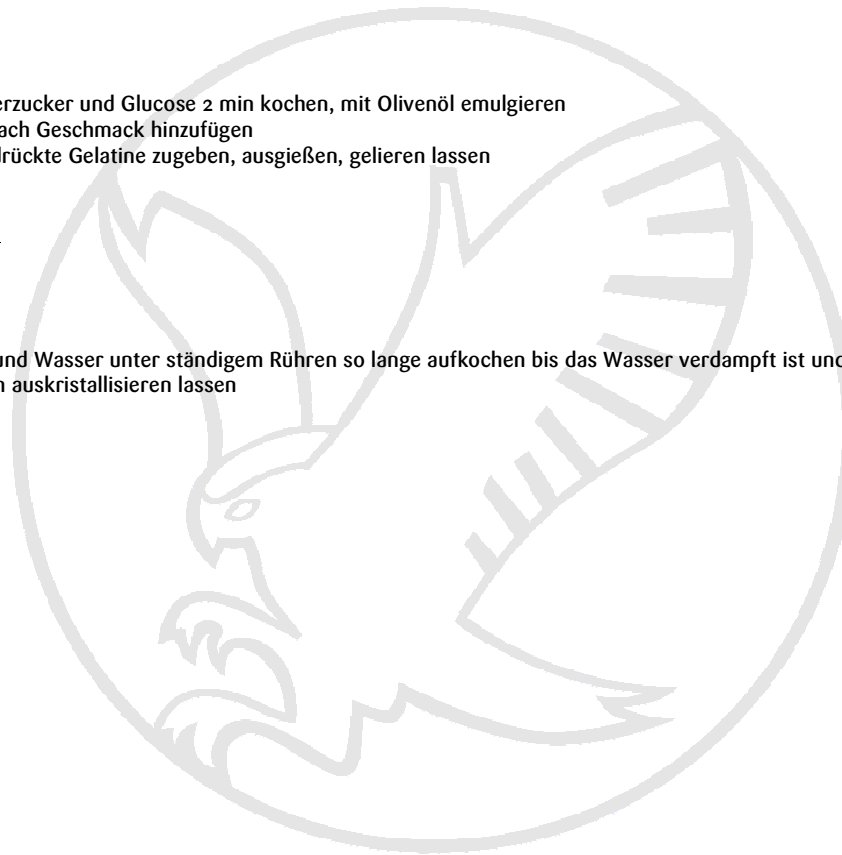 erzucker und Glucose 2 min kochen, mit Olivenöl emulgieren
ach Geschmack hinzufügen
drückte Gelatine zugeben, ausgießen, gelieren lassen
und Wasser unter ständigem Rühren so lange aufkochen bis das Wasser verdampft ist und
n auskristallisieren lassen